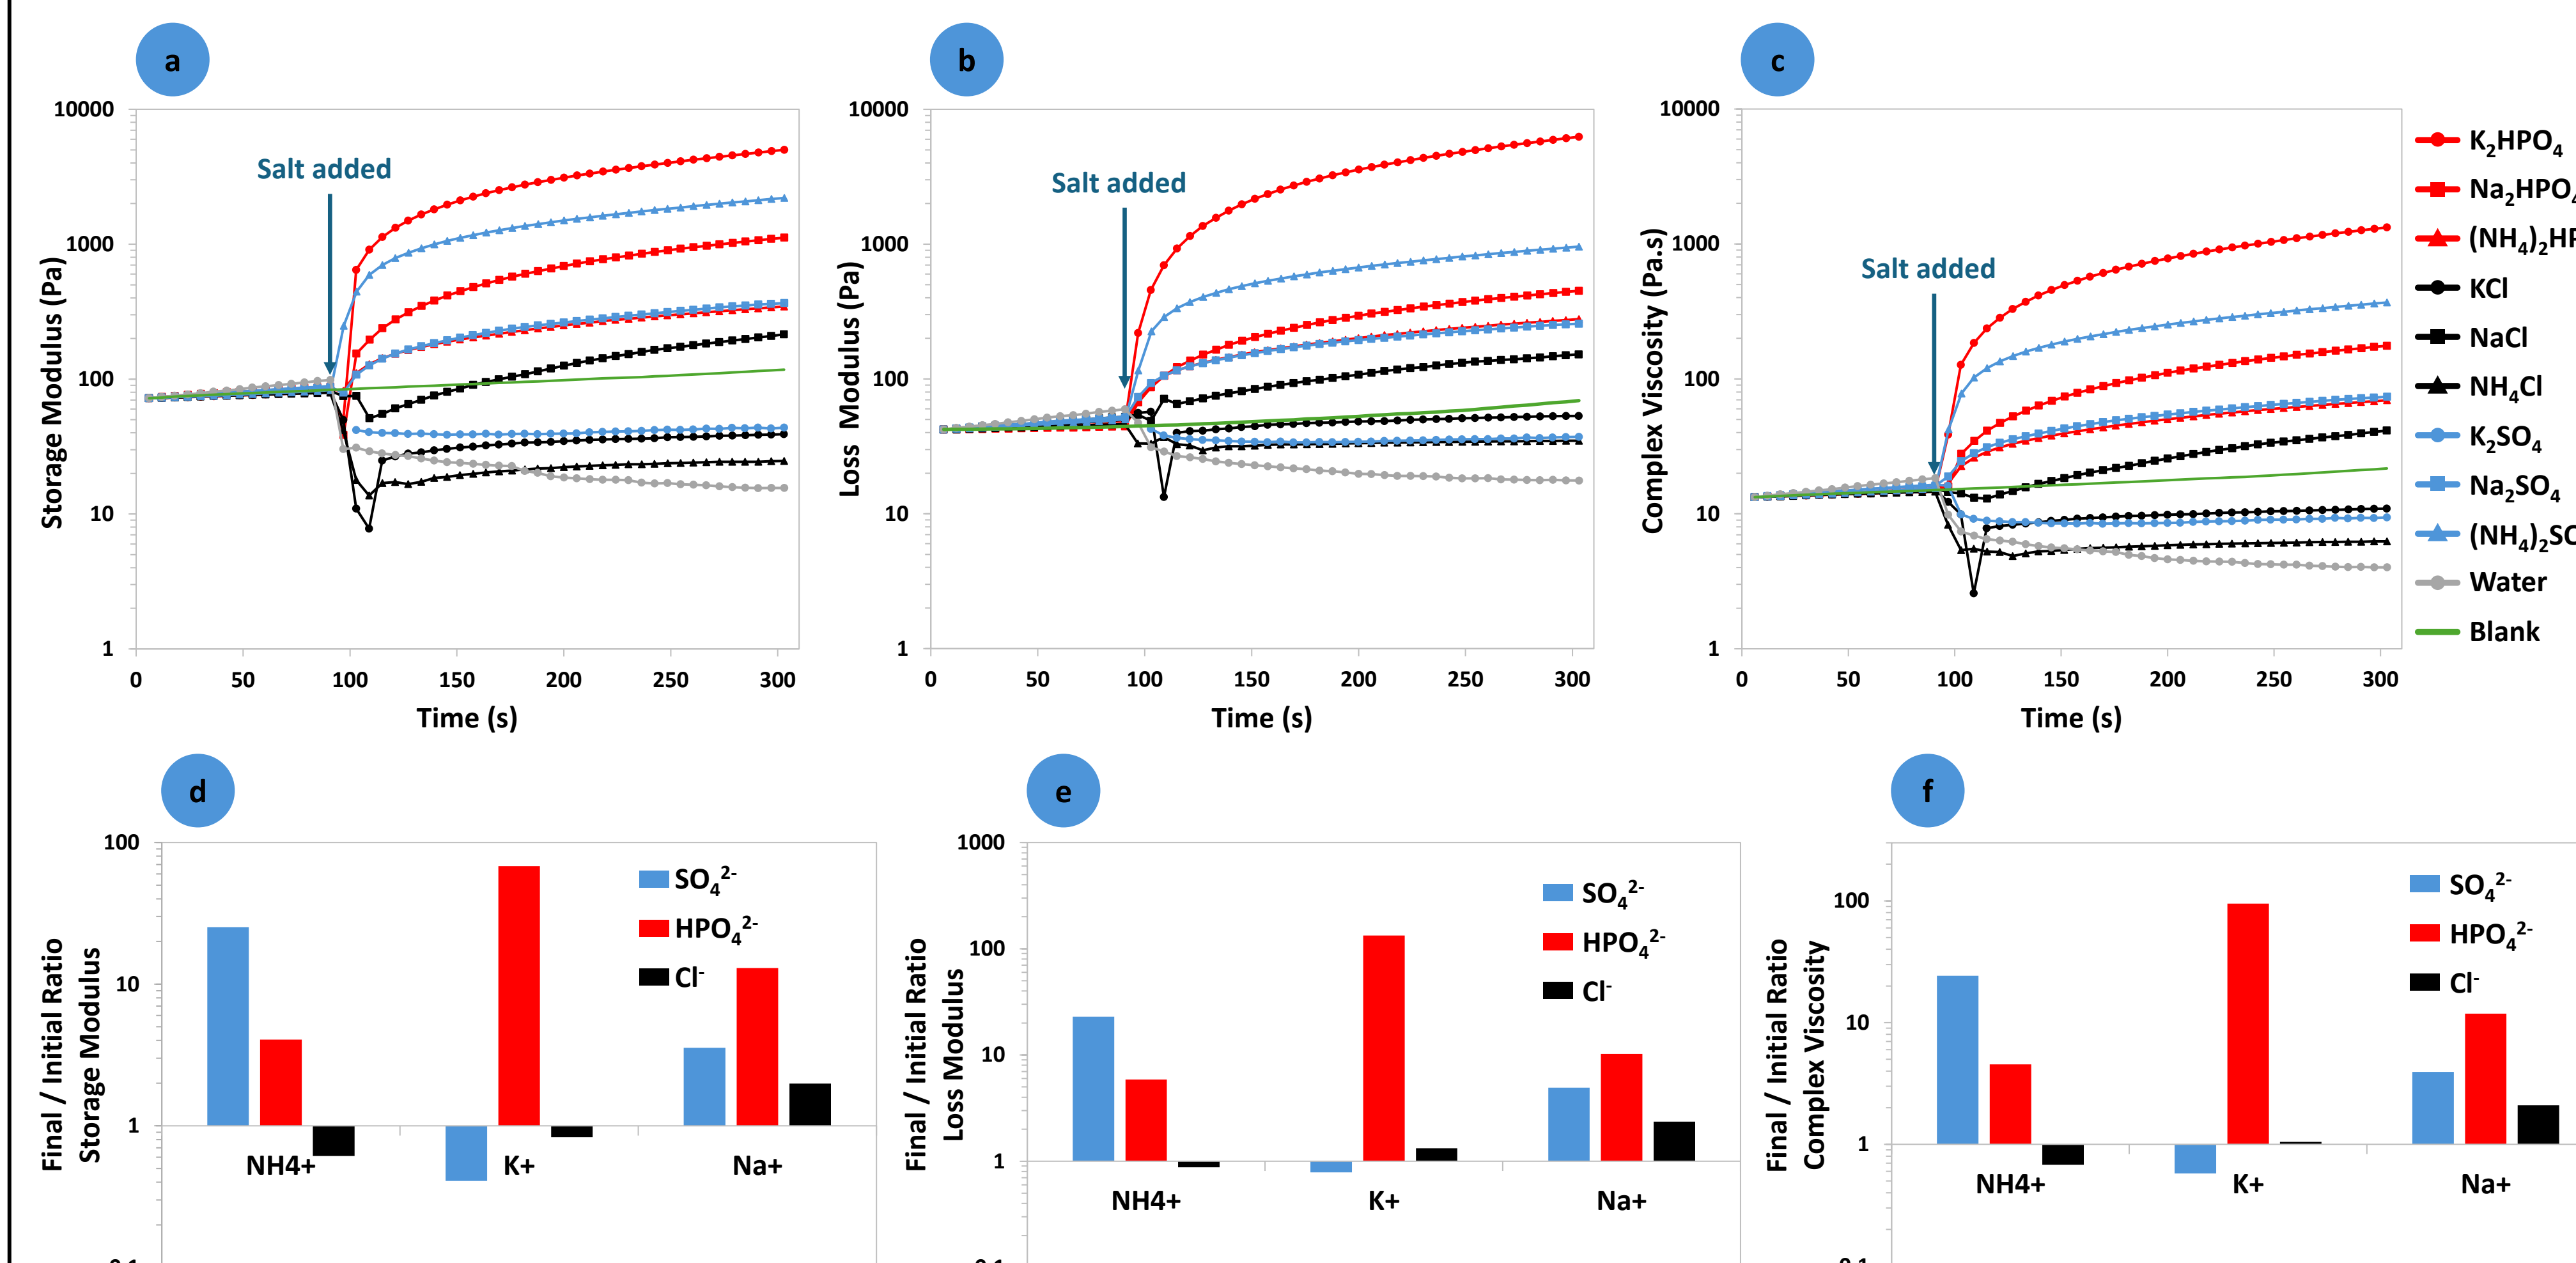 a
b
c
Salt added
Salt added
Salt added
10000
1000
100
10
1
Storage Modulus (Pa)
0 50 100 150 200 250 300
Time (s)
10000
1000
100
10
1
Loss Modulus (Pa)
0 50 100 150 200 250 300
Time (s)
10000
1000
100
10
1
Complex Viscosity (Pa.s)
0 50 100 150 200 250 300
Time (s)
K₂HPO₄
Na₂HPO₄
(NH₄)₂HP
KCl
NaCl
NH₄Cl
K₂SO₄
Na₂SO₄
(NH₄)₂SO
Water
Blank
d
100
10
1
Final / Initial Ratio
Storage Modulus
SO₄²⁻
HPO₄²⁻
Cl⁻
NH4+ K+ Na+
e
1000
100
10
1
Final / Initial Ratio
Loss Modulus
SO₄²⁻
HPO₄²⁻
Cl⁻
NH4+ K+ Na+
f
100
10
1
Final / Initial Ratio
Complex Viscosity
SO₄²⁻
HPO₄²⁻
Cl⁻
NH4+ K+ Na+